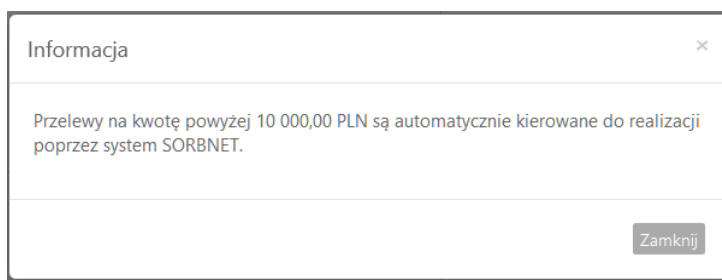 Informacja
×
Przelewy na kwotę powyżej 10 000,00 PLN są automatycznie kierowane do realizacji
poprzez system SORBNET.
Zamknij